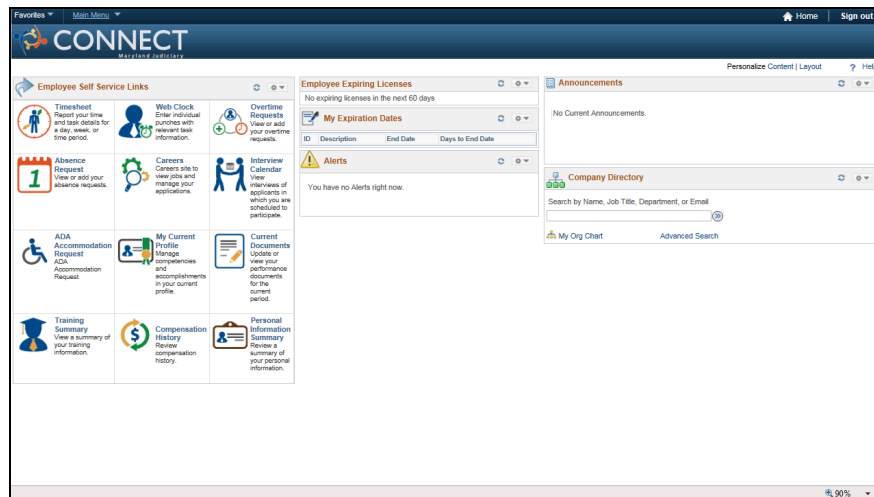 Favorites Main Menu Home Sign out
CONNECT
Maryland Judiciary
Personalize Content | Layout ? Help
Employee Self Service Links
Timesheet
Report your time
and task details for
a day, week, or
time period.
Web Clock
Enter individual
punches with
relevant task
information.
Overtime
Requests
View or add
your overtime
requests.
Absence
Request
View or add your
absence requests.
1
Careers
Careers site to
view jobs and
manage your
applications.
Interview
Calendar
View
interviews of
applicants in
which you are
scheduled to
participate.
ADA
Accommodation
Request
ADA
Accommodation
Request
My Current
Profile
Manage
competencies
and
accomplishments
in your current
profile.
Current
Documents
Update or
view your
performance
documents
for the
current
period.
Training
Summary
View a summary of
your training
information.
$
Compensation
History
Review
compensation
history.
Personal
Information
Summary
Review a
summary of
your personal
information.
Employee Expiring Licenses
No expiring licenses in the next 60 days
My Expiration Dates
ID Description End Date Days to End Date
Alerts
You have no Alerts right now.
Announcements
No Current Announcements.
Company Directory
Search by Name, Job Title, Department, or Email
My Org Chart Advanced Search
90%